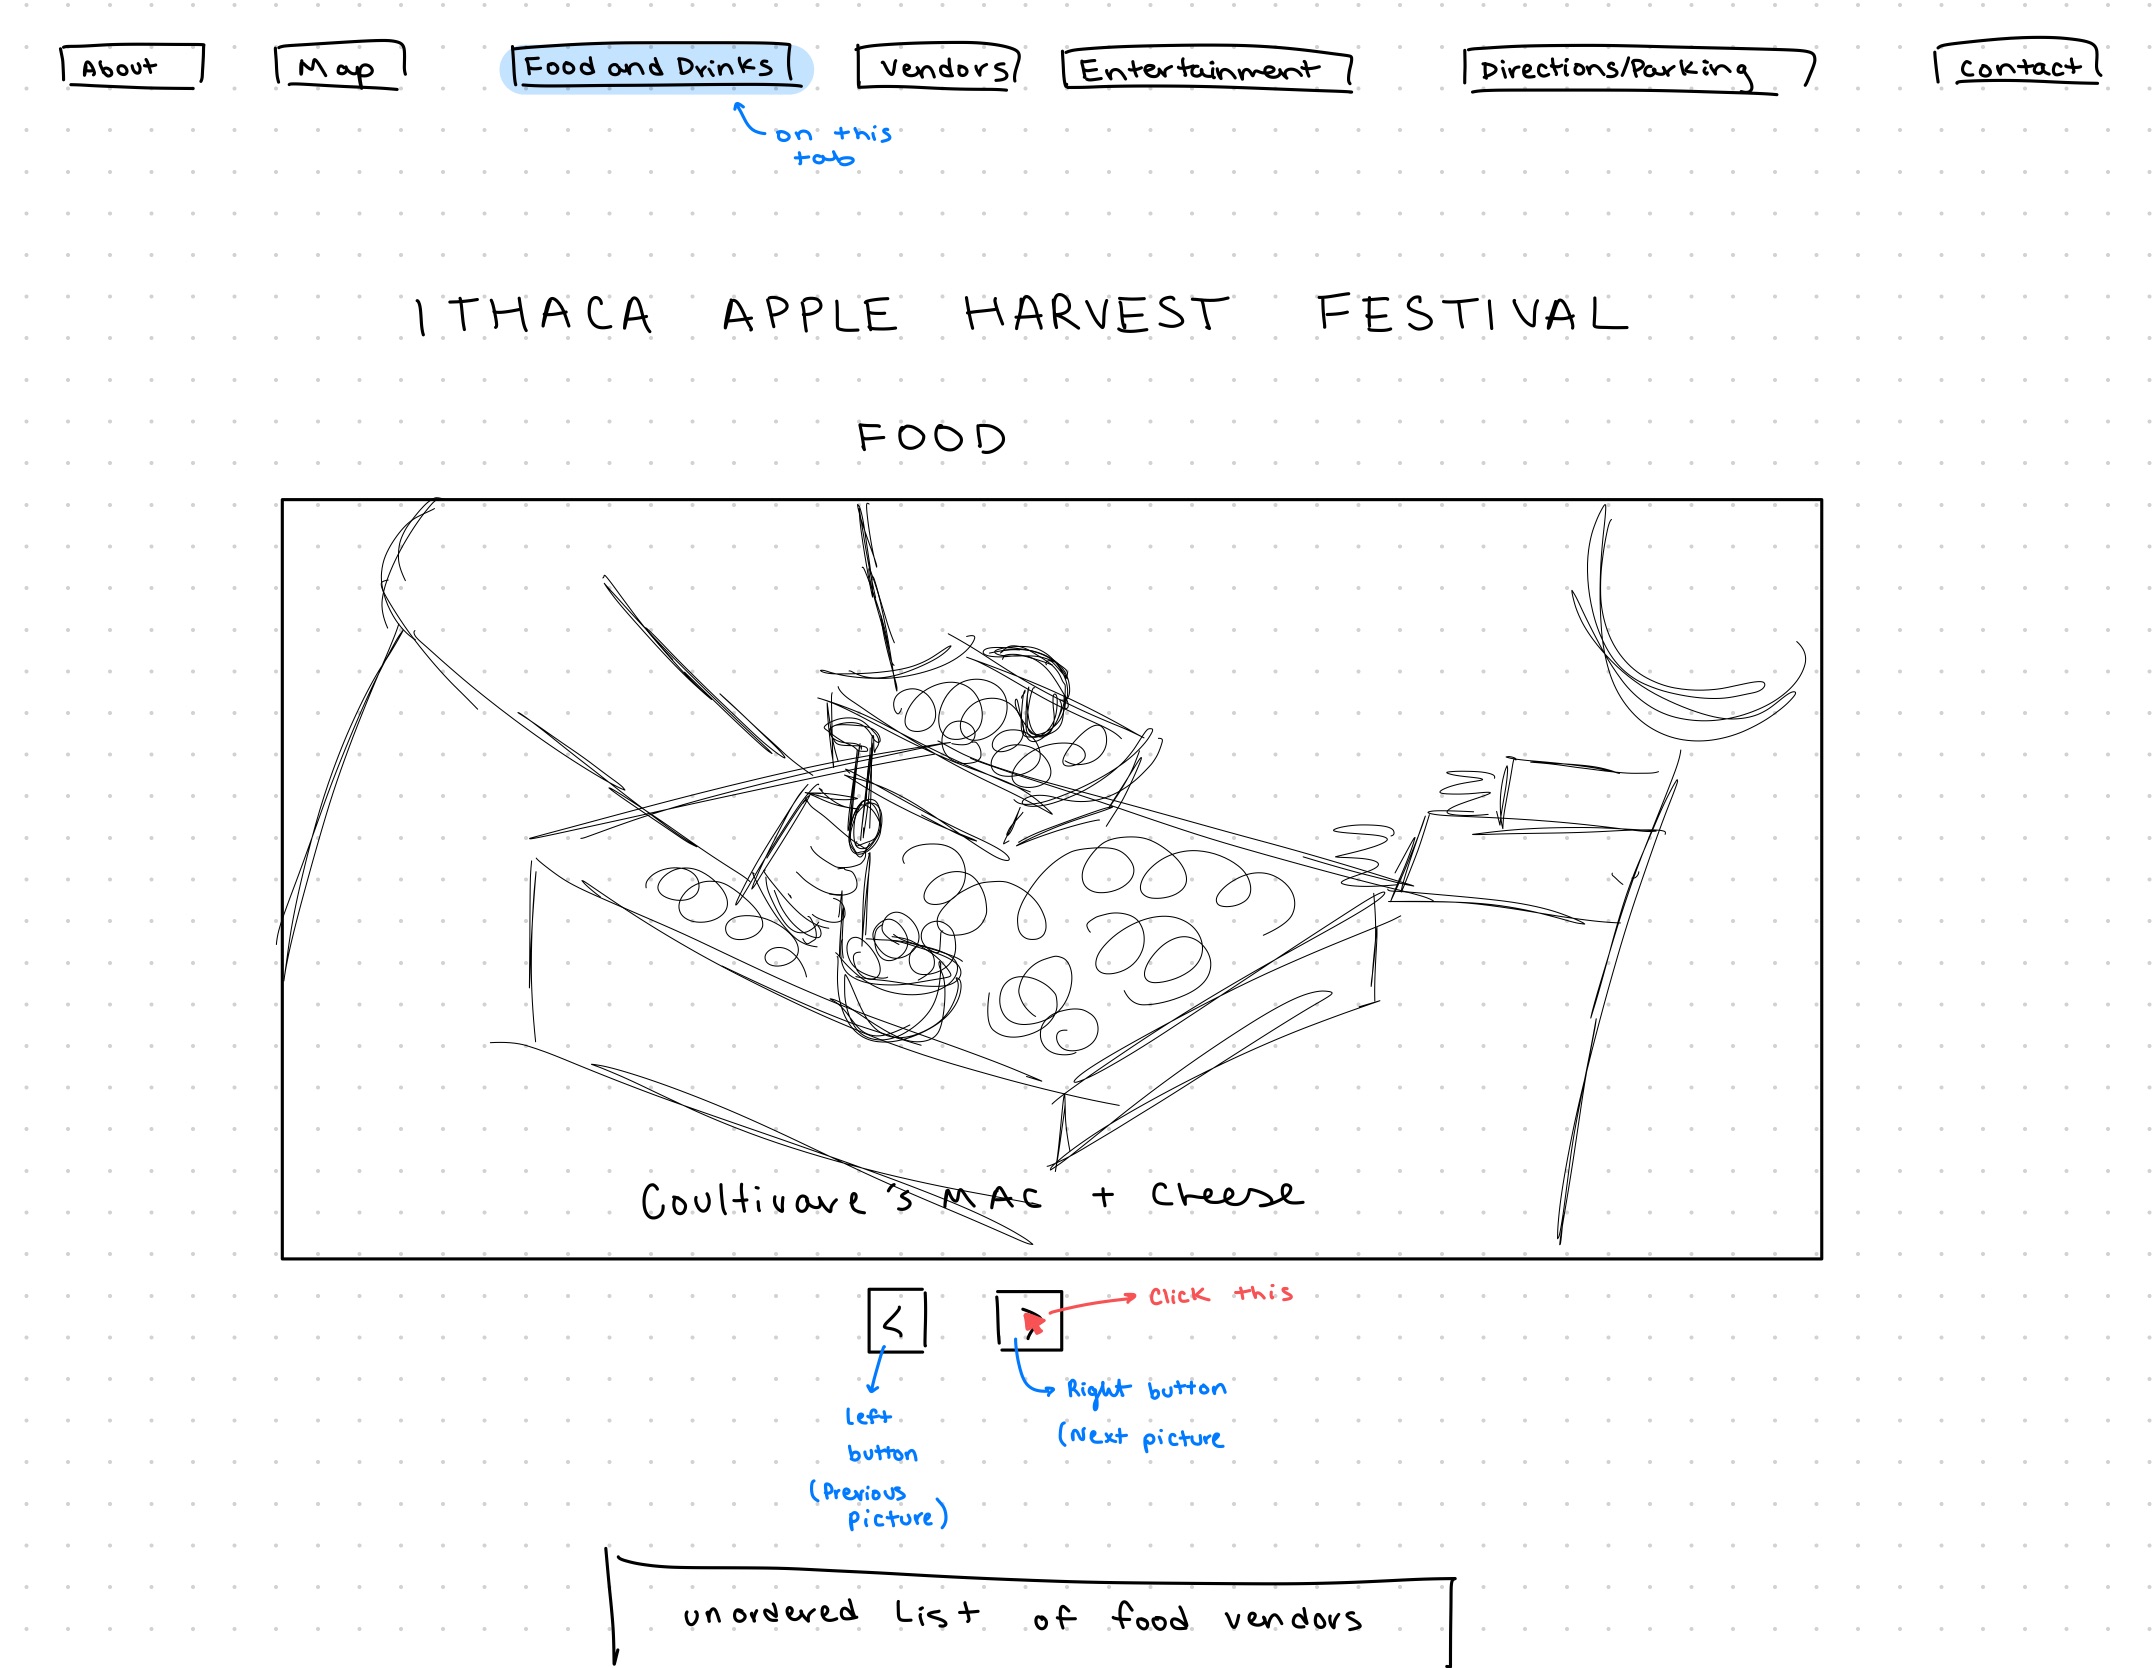 About Map Food and Drinks Vendors Entertainment Directions/Parking Contact
on this
tab
ITHACA APPLE HARVEST FESTIVAL
FOOD
Coultivare's MAC + Cheese
< >
Click this
Left
button
(Previous
picture)
Right button
(Next picture
unordered List of food vendors